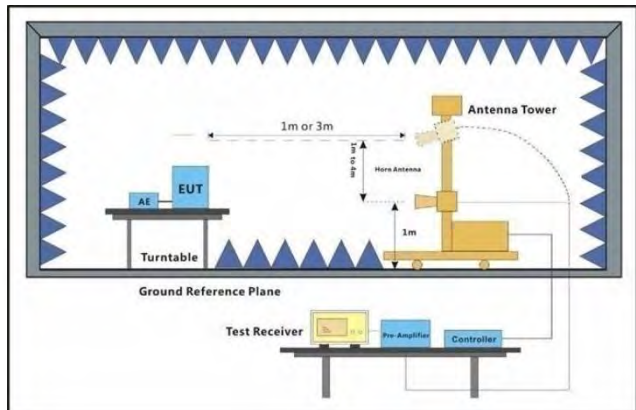 Antenna Tower
1m or 3m
1m to 4m
Horn Antenna
EUT
AE
1m
Turntable
Ground Reference Plane
Test Receiver
Pre-Amplifier
Controller